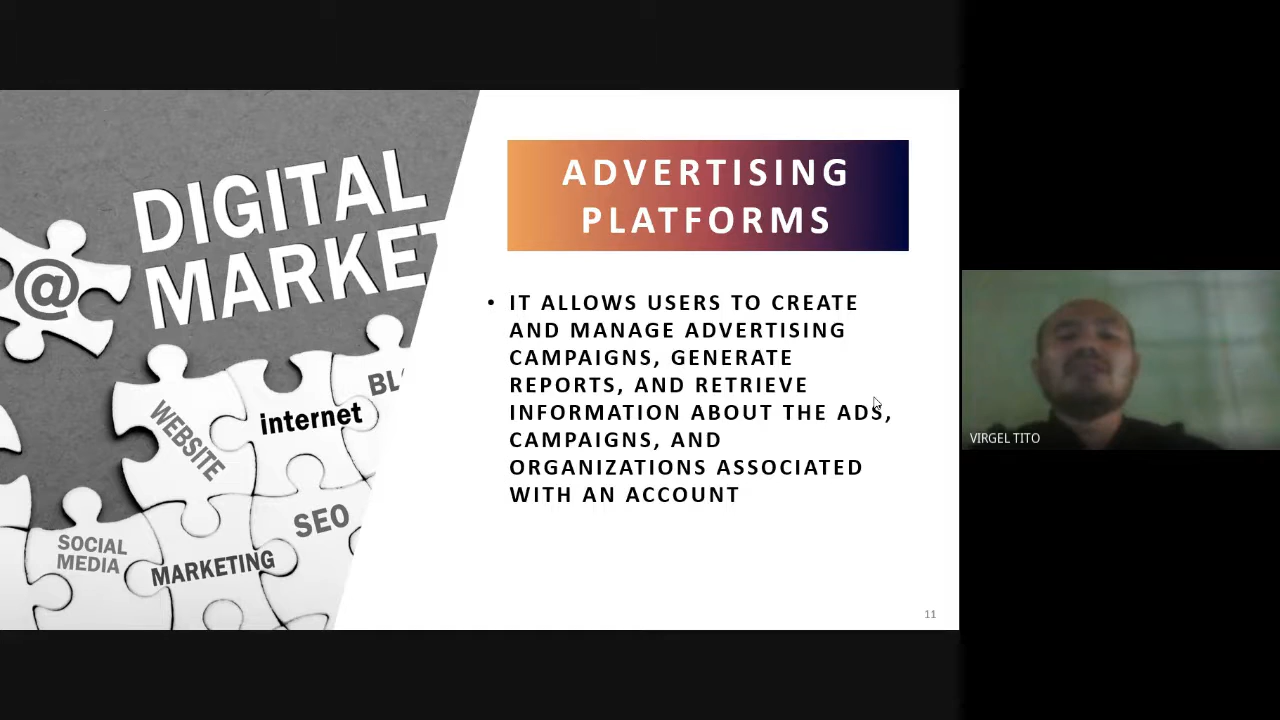 DIGITAL
MARKET
@
WEBSITE
internet
SOCIAL
MEDIA
MARKETING
SEO
ADVERTISING
PLATFORMS
• IT ALLOWS USERS TO CREATE
AND MANAGE ADVERTISING
CAMPAIGNS, GENERATE
REPORTS, AND RETRIEVE
INFORMATION ABOUT THE ADS,
CAMPAIGNS, AND
ORGANIZATIONS ASSOCIATED
WITH AN ACCOUNT
11
VIRGEL TITO